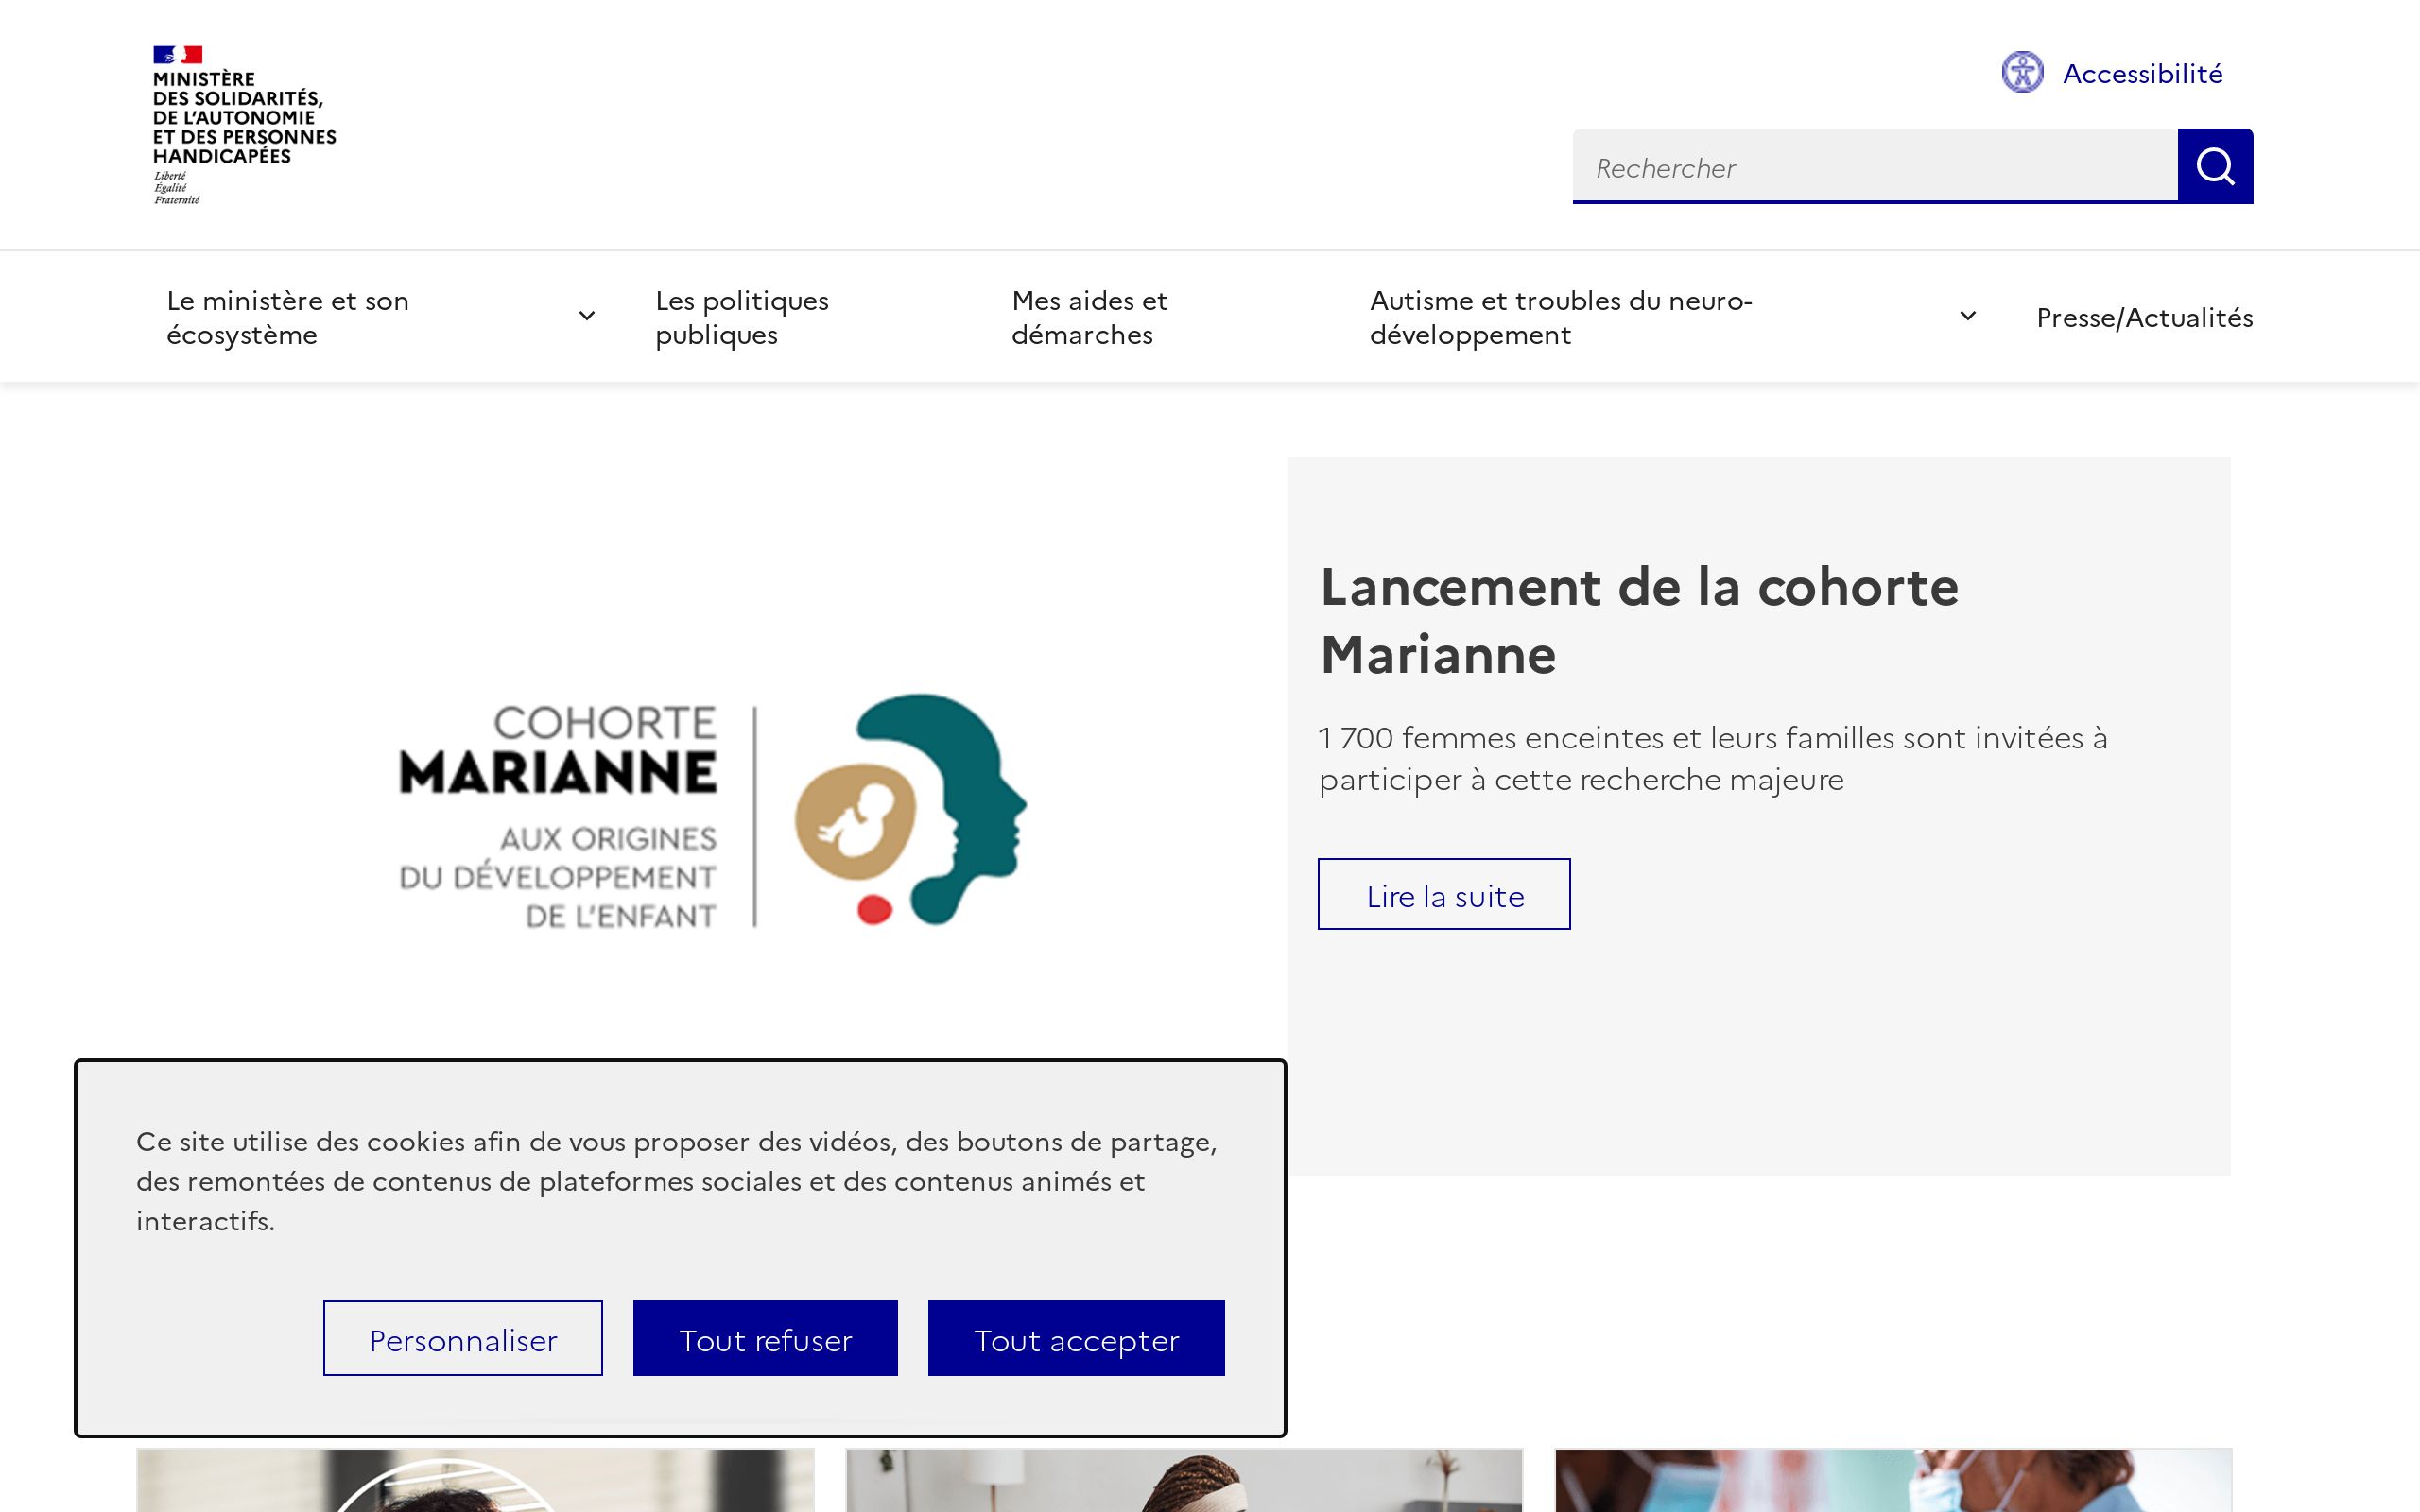 MINISTÈRE
DES SOLIDARITÉS,
DE L'AUTONOMIE
ET DES PERSONNES
HANDICAPÉES
Liberté
Égalité
Fraternité
Accessibilité
Rechercher
Le ministère et son
écosystème
Les politiques
publiques
Mes aides et
démarches
Autisme et troubles du neuro-
développement
Presse/Actualités
COHORTE
MARIANNE
AUX ORIGINES
DU DÉVELOPPEMENT
DE L'ENFANT
Lancement de la cohorte
Marianne
1 700 femmes enceintes et leurs familles sont invitées à
participer à cette recherche majeure
Lire la suite
Ce site utilise des cookies afin de vous proposer des vidéos, des boutons de partage,
des remontées de contenus de plateformes sociales et des contenus animés et
interactifs.
Personnaliser
Tout refuser
Tout accepter